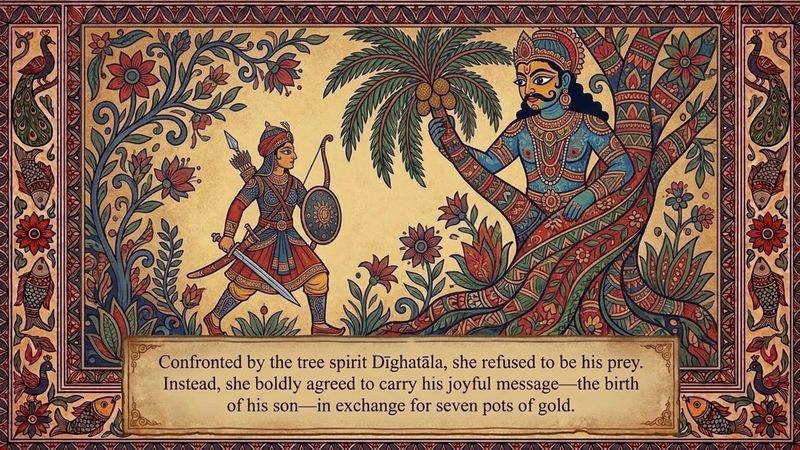 Confronted by the tree spirit Dīghatāla, she refused to be his prey.
Instead, she boldly agreed to carry his joyful message—the birth
of his son—in exchange for seven pots of gold.